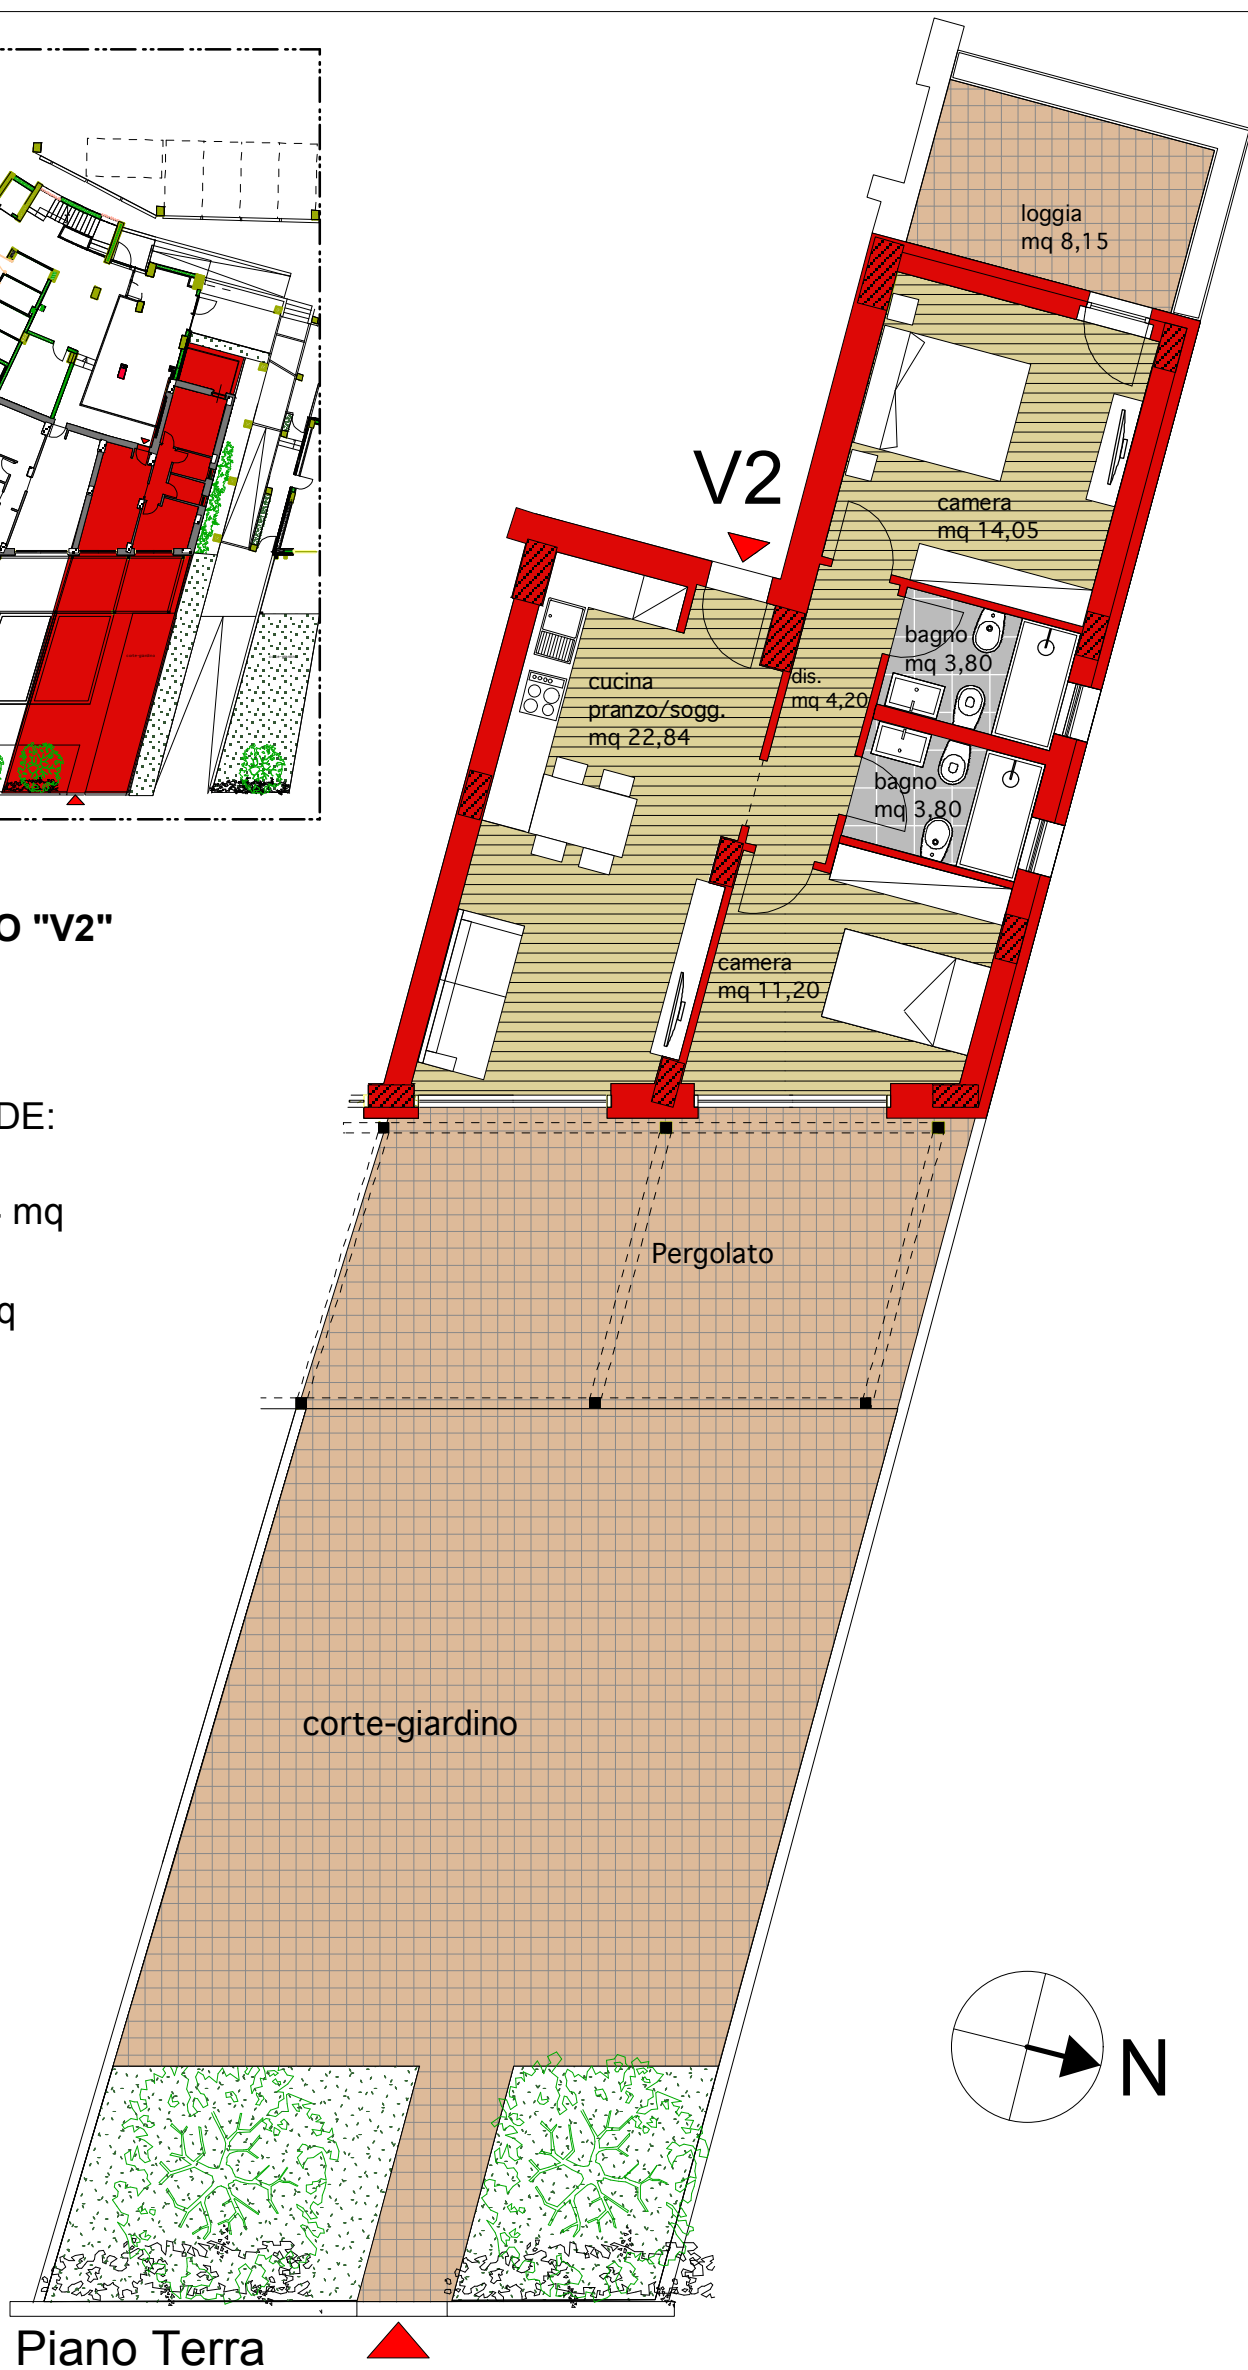 loggia
mq 8,15
V2
camera
mq 14,05
bagno
mq 3,80
dis.
mq 4,20
cucina
pranzo/sogg.
mq 22,84
bagno
mq 3,80
O "V2"
camera
mq 11,20
DE:
mq
q
Pergolato
corte-giardino
N
Piano Terra